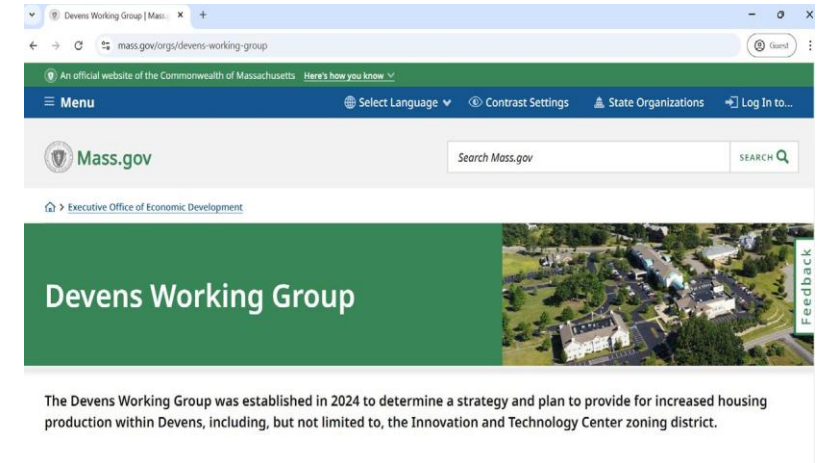 Devens Working Group | Mass.
mass.gov/orgs/devens-working-group
Guest
An official website of the Commonwealth of Massachusetts Here's how you know
Menu
Select Language
Contrast Settings
State Organizations
Log In to...
Mass.gov
Search Mass.gov
SEARCH
> Executive Office of Economic Development
Devens Working Group
Feedback
The Devens Working Group was established in 2024 to determine a strategy and plan to provide for increased housing
production within Devens, including, but not limited to, the Innovation and Technology Center zoning district.